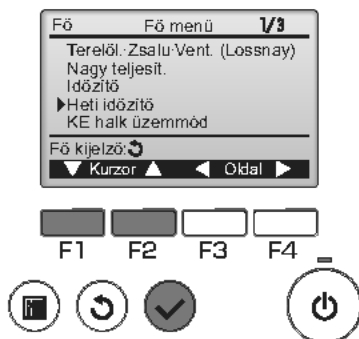 Fő Fő menü 1/3
Terelől.·Zsalu·Vent. (Lossnay)
Nagy teljesít.
Időzítő
▶Heti időzítő
KE halk üzemmód
Fő kijelző:
▼ Kurzor ▲ ◀ Oldal ▶
F1 F2 F3 F4